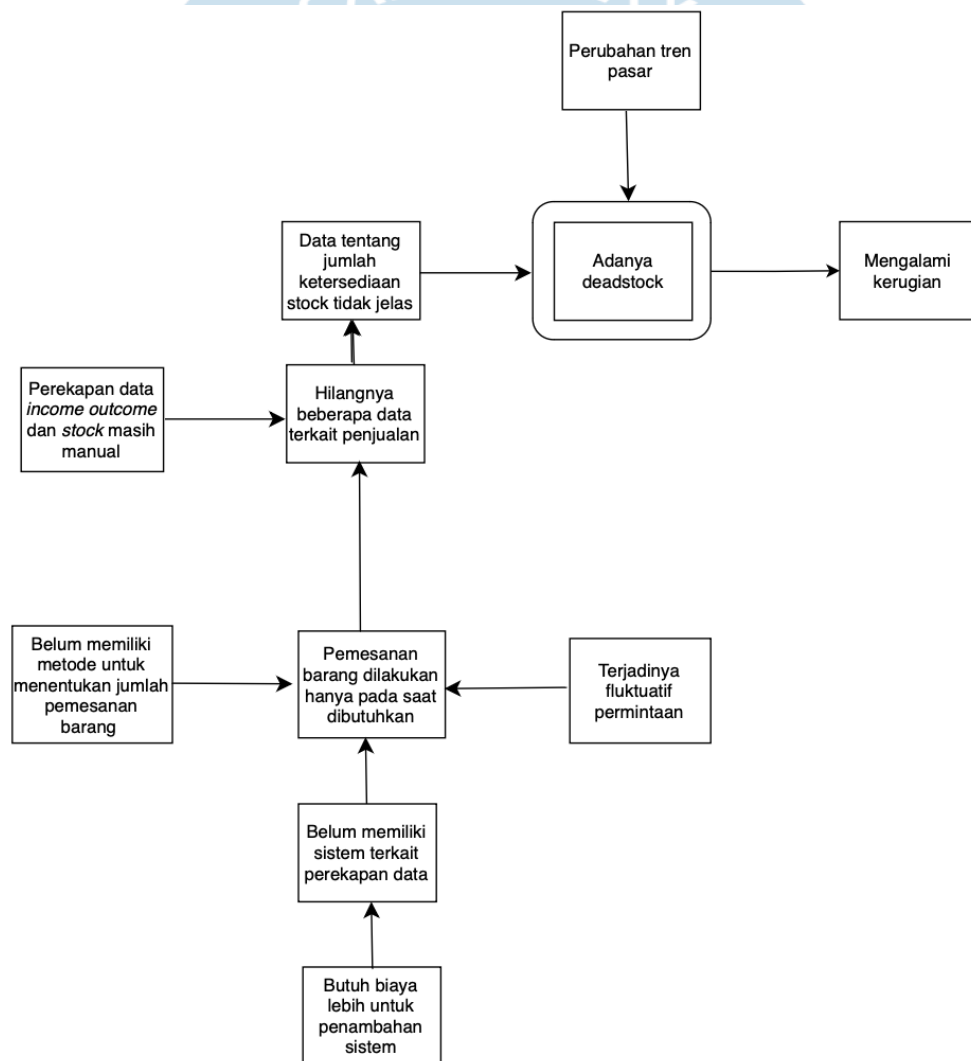 Perubahan tren
pasar
Data tentang
jumlah
ketersediaan
stock tidak jelas
Adanya
deadstock
Mengalami
kerugian
Perekapan data
income outcome
dan stock masih
manual
Hilangnya
beberapa data
terkait penjualan
Belum memiliki
metode untuk
menentukan jumlah
pemesanan
barang
Pemesanan
barang dilakukan
hanya pada saat
dibutuhkan
Terjadinya
fluktuatif
permintaan
Belum memiliki
sistem terkait
perekapan data
Butuh biaya
lebih untuk
penambahan
sistem